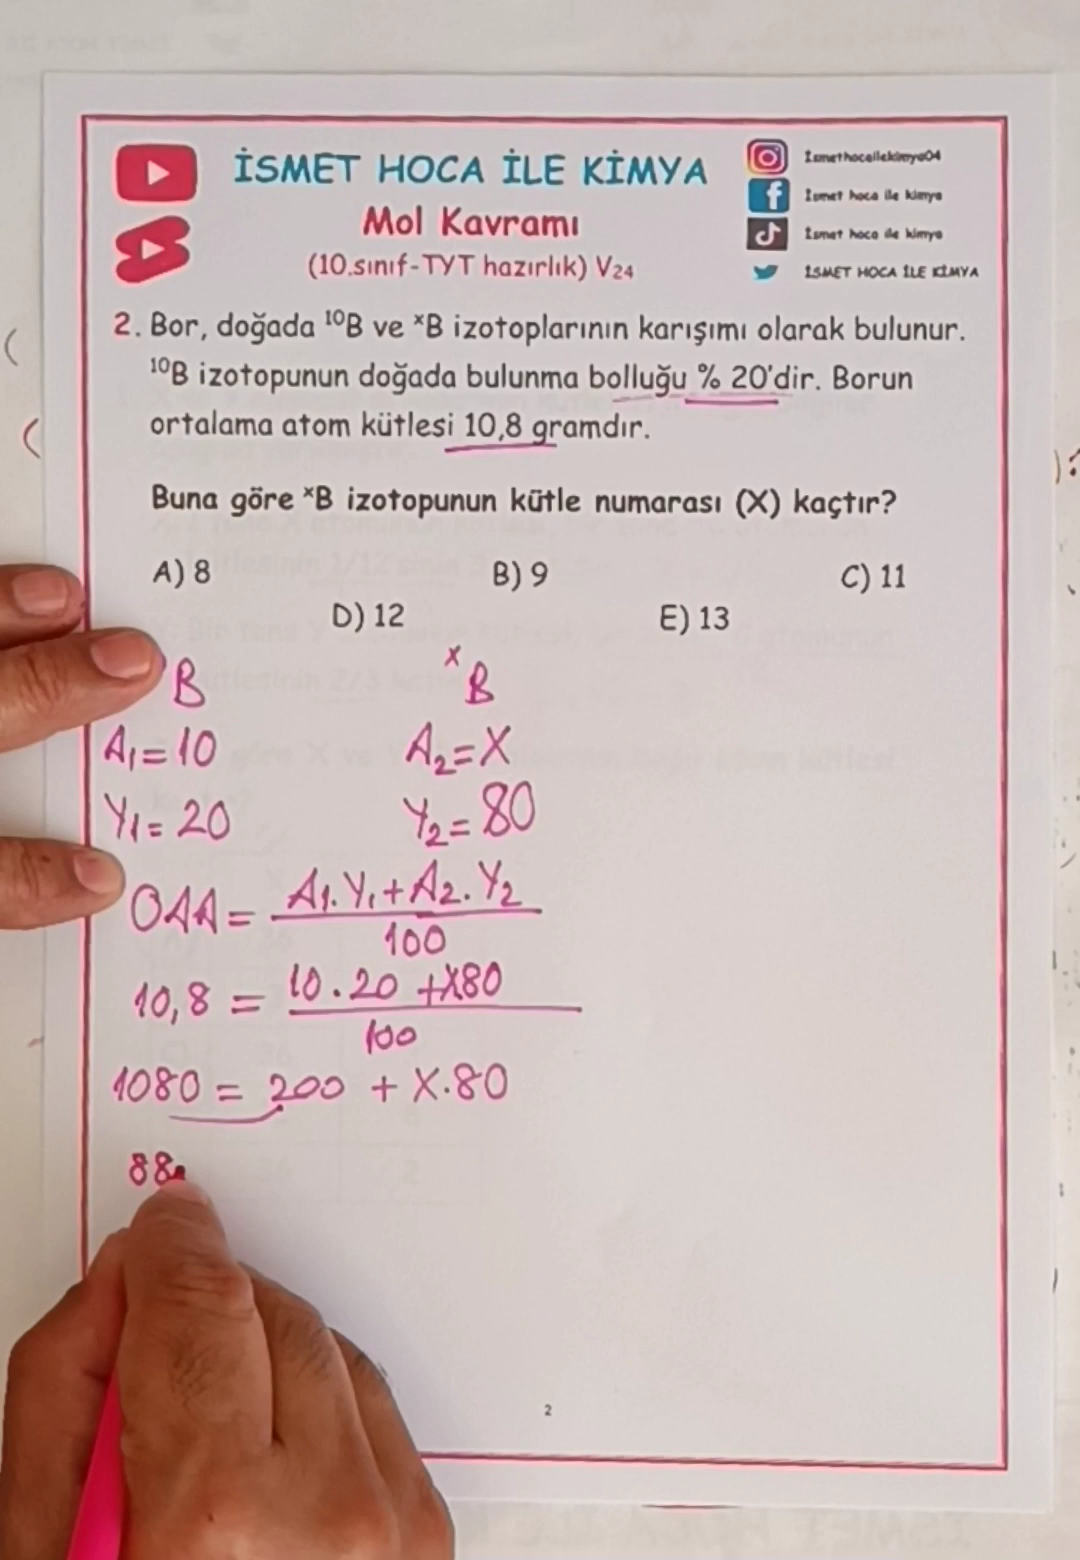 İSMET HOCA İLE KİMYA
Mol Kavramı
(10.sınıf-TYT hazırlık) V24
İsmethocailekimya04
İsmet hoca ile kimya
İsmet hoca ile kimya
İSMET HOCA İLE KİMYA
2. Bor, doğada ¹⁰B ve ˣB izotoplarının karışımı olarak bulunur.
¹⁰B izotopunun doğada bulunma bolluğu % 20'dir. Borun
ortalama atom kütlesi 10,8 gramdır.
Buna göre ˣB izotopunun kütle numarası (X) kaçtır?
A) 8 B) 9 C) 11
D) 12 E) 13
B ˣB
A₁=10 A₂=X
Y₁=20 Y₂=80
OAA = A₁.Y₁+A₂.Y₂
100
10,8 = 10.20 +X80
100
1080 = 200 + X.80
88
2